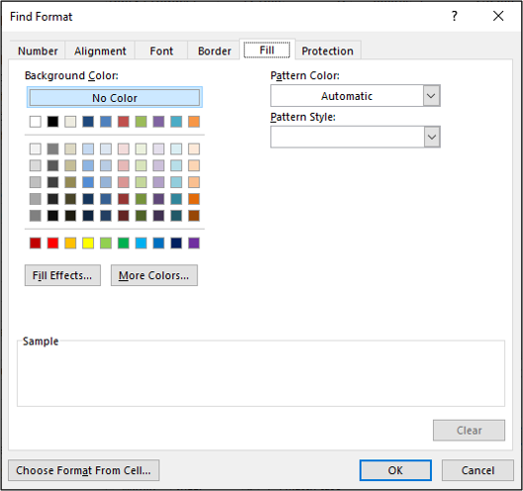 Find Format
?
Number Alignment Font Border Fill Protection
Background Color:
No Color
Pattern Color:
Automatic
Pattern Style:
Fill Effects...
More Colors...
Sample
Clear
Choose Format From Cell...
OK
Cancel